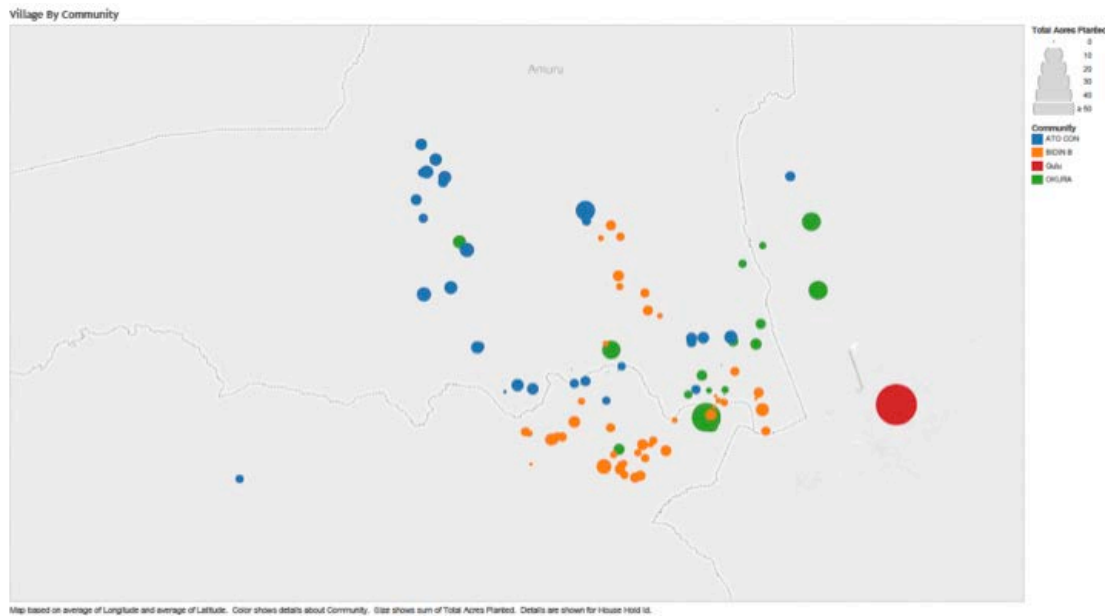 Village By Community
Amuru
Total Acres Planted
0
10
20
30
40
≥ 50
Community
ATO CON
BIDIN B
Gulu
OKURA
Map based on average of Longitude and average of Latitude. Color shows details about Community. Size shows sum of Total Acres Planted. Details are shown for House Hold Id.